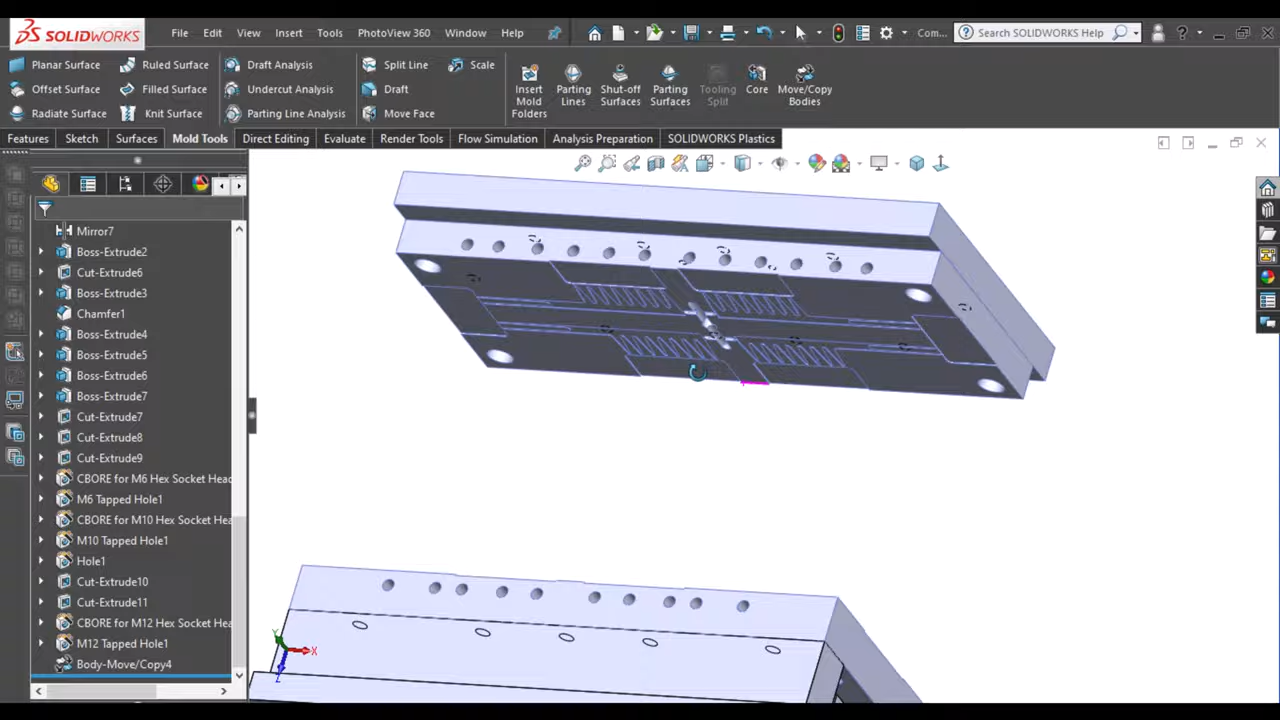 SOLIDWORKS File Edit View Insert Tools PhotoView 360 Window Help Com... Search SOLIDWORKS Help
Planar Surface Ruled Surface Draft Analysis Split Line Scale
Offset Surface Filled Surface Undercut Analysis Draft
Radiate Surface Knit Surface Parting Line Analysis Move Face
Insert Mold Folders Parting Lines Shut-off Surfaces Parting Surfaces Tooling Split Core Move/Copy Bodies
Features Sketch Surfaces Mold Tools Direct Editing Evaluate Render Tools Flow Simulation Analysis Preparation SOLIDWORKS Plastics
Mirror7
Boss-Extrude2
Cut-Extrude6
Boss-Extrude3
Chamfer1
Boss-Extrude4
Boss-Extrude5
Boss-Extrude6
Boss-Extrude7
Cut-Extrude7
Cut-Extrude8
Cut-Extrude9
CBORE for M6 Hex Socket Head
M6 Tapped Hole1
CBORE for M10 Hex Socket He
M10 Tapped Hole1
Hole1
Cut-Extrude10
Cut-Extrude11
CBORE for M12 Hex Socket He
M12 Tapped Hole1
Body-Move/Copy4
Y
X
Z